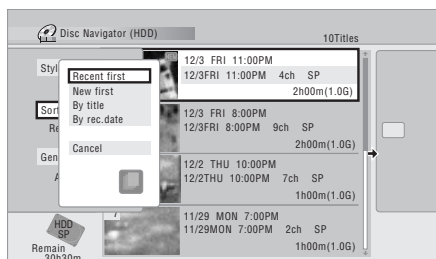 Disc Navigator (HDD)
10Titles
Styl
Sort
Re
Gen
A
HDD
SP
Remain
30h30m
Recent first
New first
By title
By rec.date
Cancel
12/3 FRI 11:00PM
12/3FRI 11:00PM 4ch SP
2h00m(1.0G)
12/3 FRI 8:00PM
12/3FRI 8:00PM 9ch SP
2h00m(1.0G)
12/2 THU 10:00PM
12/2THU 10:00PM 7ch SP
1h00m(1.0G)
11/29 MON 7:00PM
11/29MON 7:00PM 2ch SP
1h00m(1.0G)